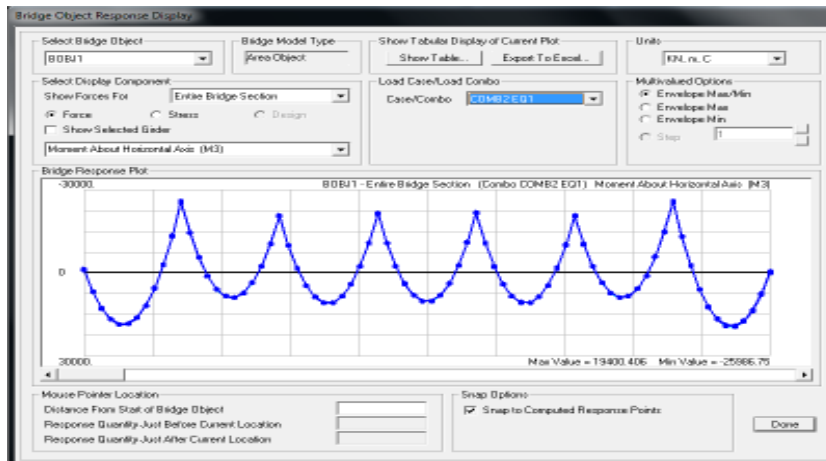 Bridge Object Response Display
Select Bridge Object
BOBJ1
Bridge Model Type
Area Object
Show Tabular Display of Current Plot
Show Table...
Export To Excel...
Units
KN, m, C
Select Display Component
Show Forces For
Entire Bridge Section
Force
Stress
Design
Show Selected Girder
Moment About Horizontal Axis (M3)
Load Case/Load Combo
Case/Combo
COMB2 EQ1
Multivalued Options
Envelope Max/Min
Envelope Max
Envelope Min
Step
1
Bridge Response Plot
-30000.
BOBJ1 - Entire Bridge Section (Combo COMB2 EQ1) Moment About Horizontal Axis (M3)
0
30000.
Max Value = 19400.406 Min Value = -25986.75
Mouse Pointer Location
Distance From Start of Bridge Object
Response Quantity Just Before Current Location
Response Quantity Just After Current Location
Snap Options
Snap to Computed Response Points
Done